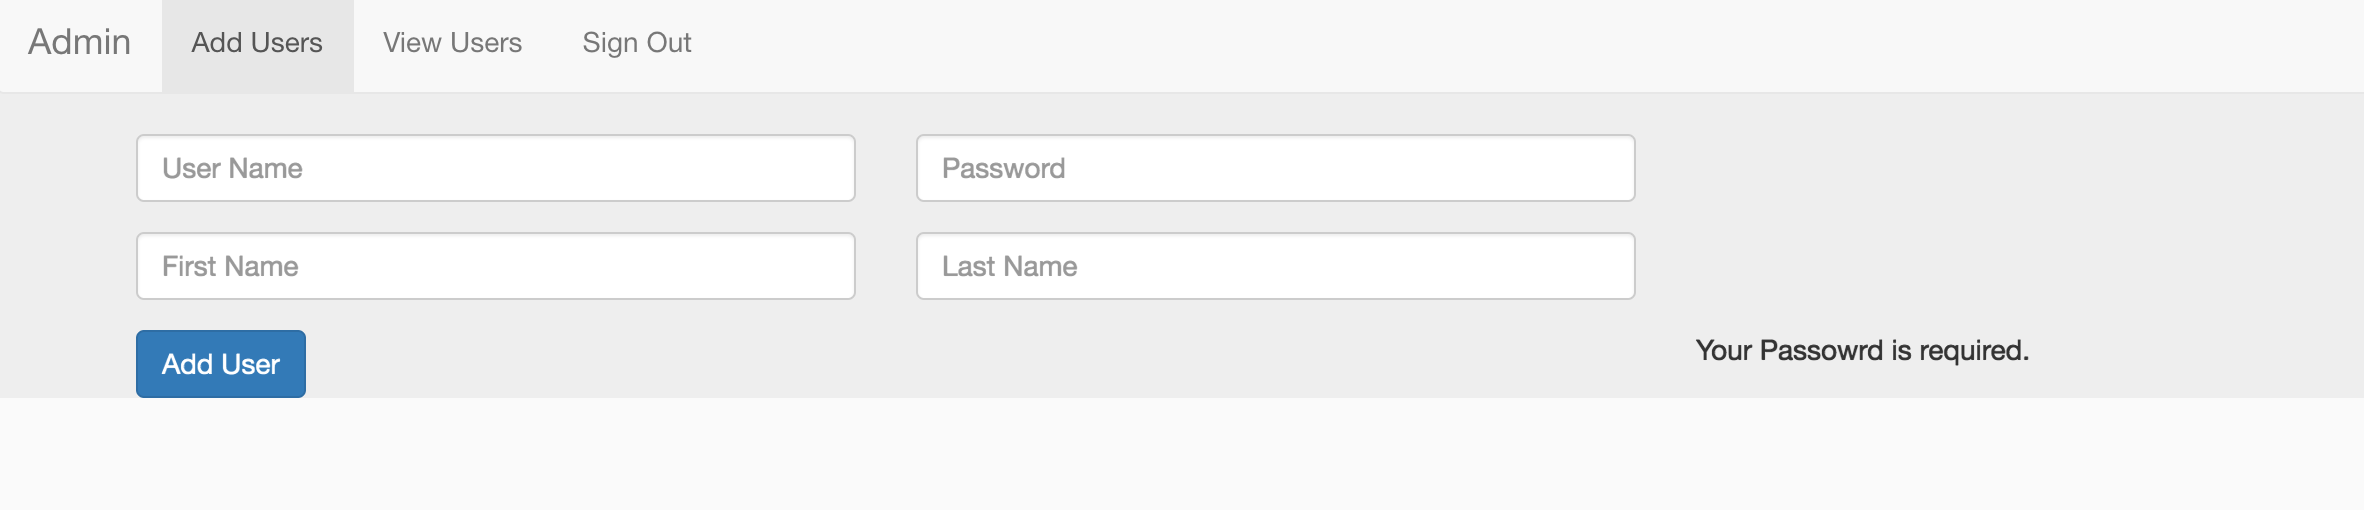 Admin Add Users View Users Sign Out
User Name Password
First Name Last Name
Add User Your Passowrd is required.